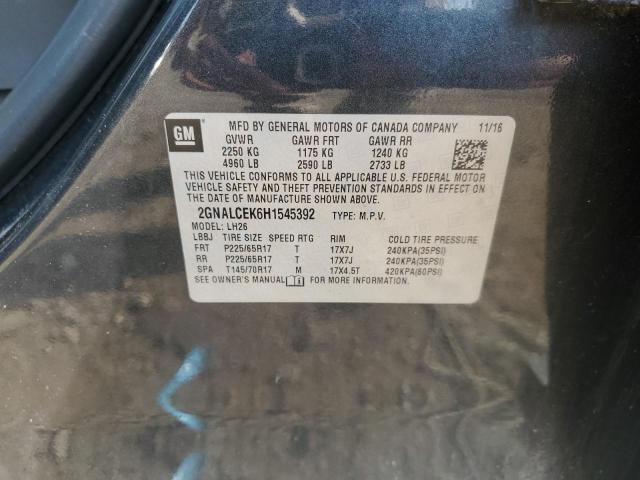 GM
MFD BY GENERAL MOTORS OF CANADA COMPANY 11/16
GVWR GAWR FRT GAWR RR
2250 KG 1175 KG 1240 KG
4960 LB 2590 LB 2733 LB
THIS VEHICLE CONFORMS TO ALL APPLICABLE U.S. FEDERAL MOTOR
VEHICLE SAFETY AND THEFT PREVENTION STANDARDS IN EFFECT ON
THE DATE OF MANUFACTURE SHOWN ABOVE.
2GNALCEK6H1545392 TYPE: M.P.V.
MODEL: LH26
LBBJ TIRE SIZE SPEED RTG RIM COLD TIRE PRESSURE
FRT P225/65R17 T 17X7J 240KPA(35PSI)
RR P225/65R17 T 17X7J 240KPA(35PSI)
SPA T145/70R17 M 17X4.5T 420KPA(60PSI)
SEE OWNER'S MANUAL FOR MORE INFORMATION.